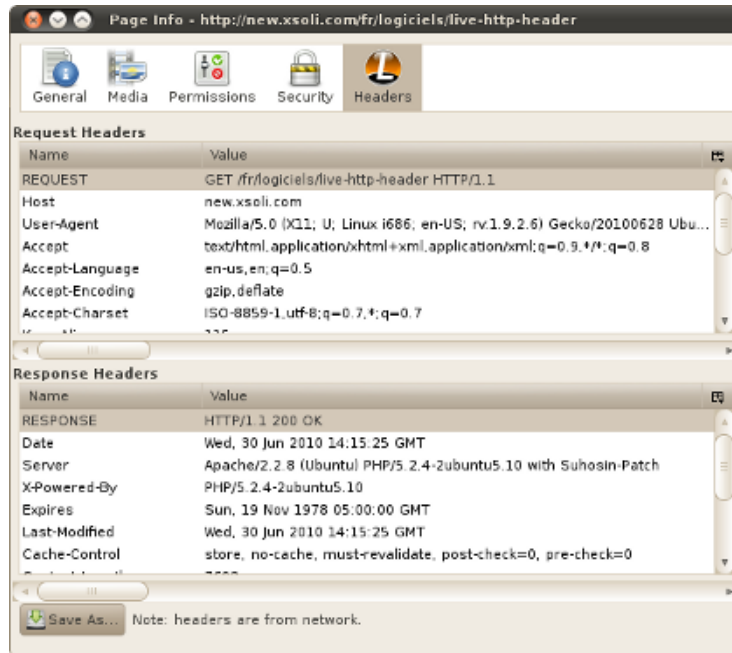 Page Info - http://new.xsoli.com/fr/logiciels/live-http-header
General Media Permissions Security Headers
Request Headers
Name Value
REQUEST GET /fr/logiciels/live-http-header HTTP/1.1
Host new.xsoli.com
User-Agent Mozilla/5.0 (X11; U; Linux i686; en-US; rv:1.9.2.6) Gecko/20100628 Ubu...
Accept text/html,application/xhtml+xml,application/xml;q=0.9,*/*;q=0.8
Accept-Language en-us,en;q=0.5
Accept-Encoding gzip,deflate
Accept-Charset ISO-8859-1,utf-8;q=0.7,*;q=0.7
Response Headers
Name Value
RESPONSE HTTP/1.1 200 OK
Date Wed, 30 Jun 2010 14:15:25 GMT
Server Apache/2.2.8 (Ubuntu) PHP/5.2.4-2ubuntu5.10 with Suhosin-Patch
X-Powered-By PHP/5.2.4-2ubuntu5.10
Expires Sun, 19 Nov 1978 05:00:00 GMT
Last-Modified Wed, 30 Jun 2010 14:15:25 GMT
Cache-Control store, no-cache, must-revalidate, post-check=0, pre-check=0
Save As... Note: headers are from network.